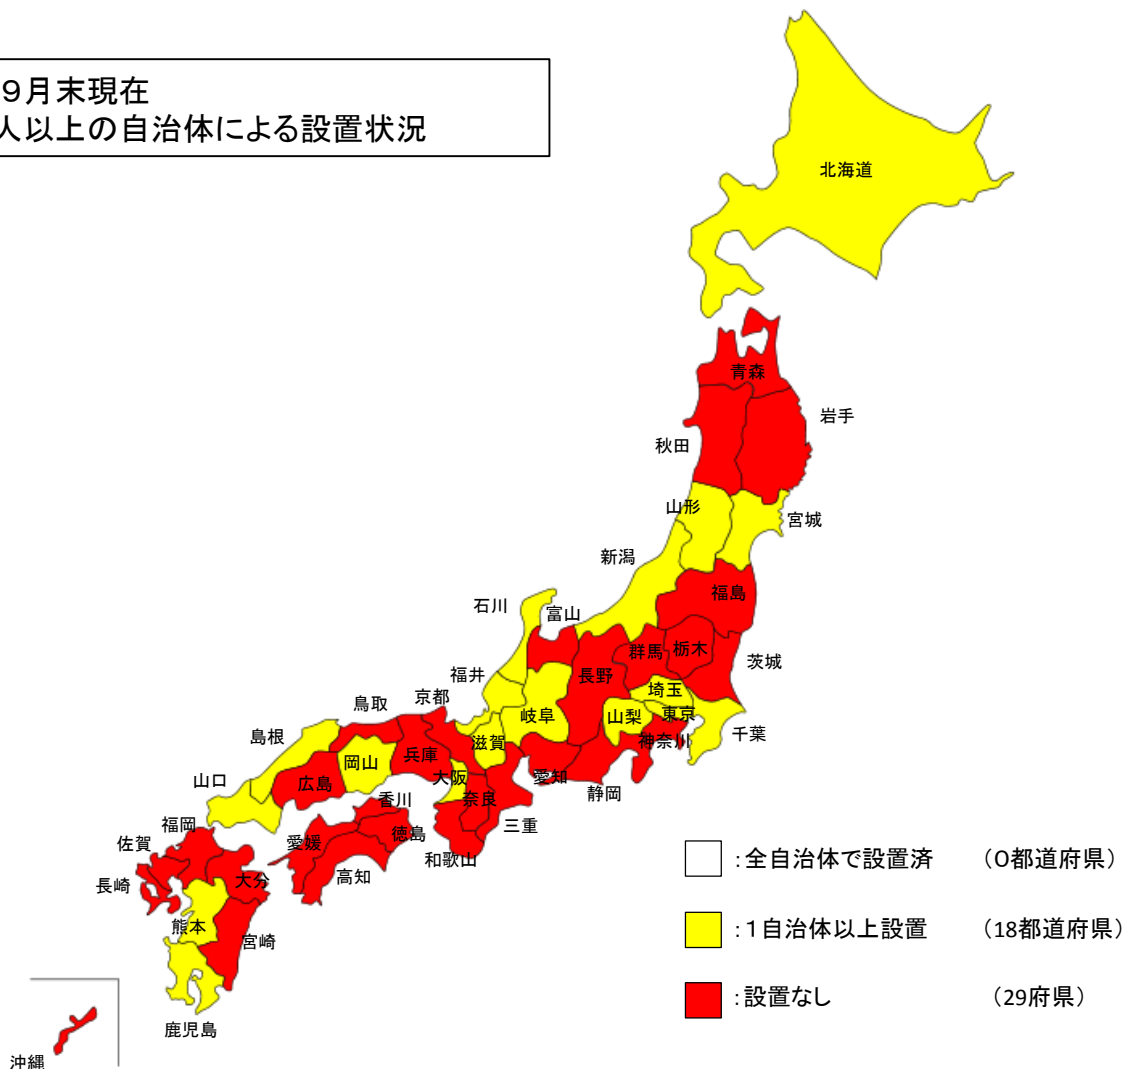 9月末現在
人以上の自治体による設置状況
北海道
青森
岩手
秋田
山形
宮城
新潟
福島
石川
富山
群馬
栃木
茨城
福井
長野
埼玉
鳥取
京都
岐阜
山梨
東京
千葉
島根
滋賀
神奈川
岡山
兵庫
山口
広島
大阪
愛知
静岡
奈良
香川
三重
福岡
佐賀
愛媛
徳島
和歌山
高知
長崎
大分
熊本
宮崎
鹿児島
沖縄
：全自治体で設置済　（0都道府県）
：1自治体以上設置　（18都道府県）
：設置なし　（29府県）